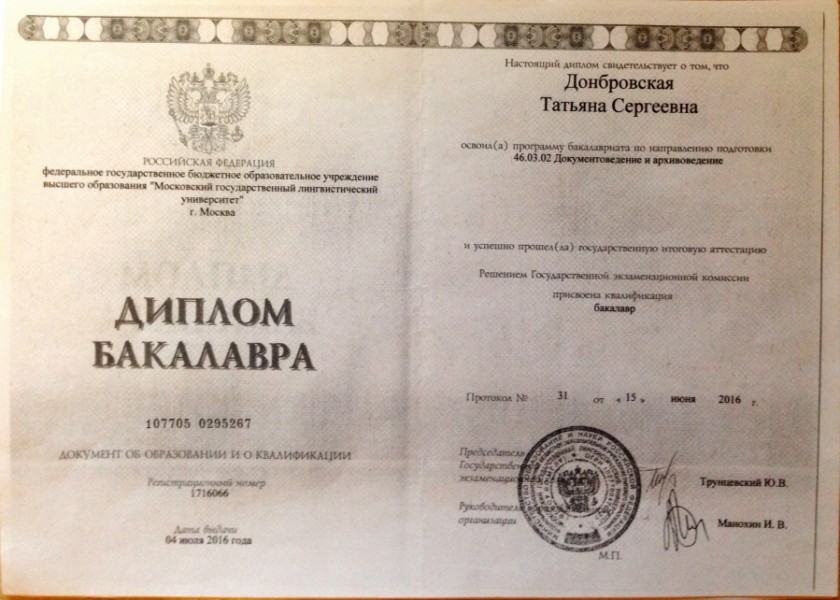 РОССИЙСКАЯ ФЕДЕРАЦИЯ
федеральное государственное бюджетное образовательное учреждение
высшего образования "Московский государственный лингвистический
университет"
г. Москва
ДИПЛОМ
БАКАЛАВРА
107705 0295267
ДОКУМЕНТ ОБ ОБРАЗОВАНИИ И О КВАЛИФИКАЦИИ
Регистрационный номер
1716066
Дата выдачи
04 июля 2016 года
Настоящий диплом свидетельствует о том, что
Донбровская
Татьяна Сергеевна
освоил(а) программу бакалавриата по направлению подготовки
46.03.02 Документоведение и архивоведение
и успешно прошел(ла) государственную итоговую аттестацию
Решением Государственной экзаменационной комиссии
присвоена квалификация
бакалавр
Протокол № 31 от « 15 » июня 2016 г.
Председатель
Государствен
экзаменацион
Трунцевский Ю.В.
Руководитель
организации
Манохин И. В.
М.П.